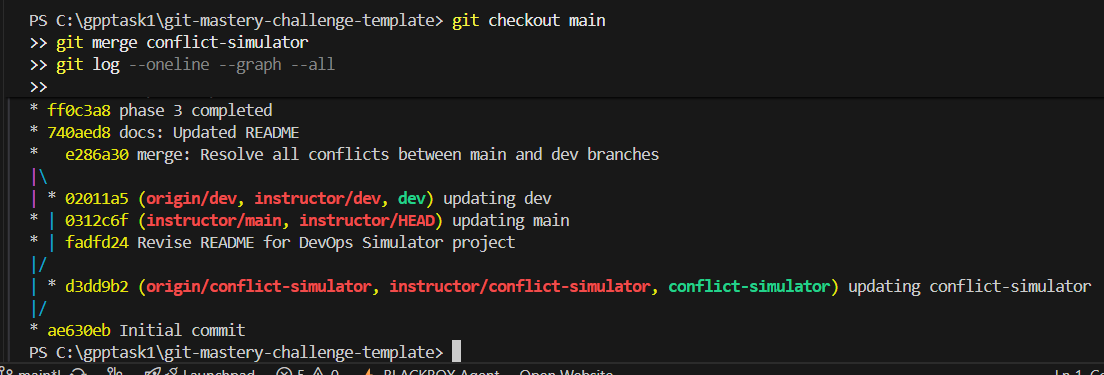 PS C:\gpptask1\git-mastery-challenge-template> git checkout main
>> git merge conflict-simulator
>> git log --oneline --graph --all
>>
* ff0c3a8 phase 3 completed
* 740aed8 docs: Updated README
*   e286a30 merge: Resolve all conflicts between main and dev branches
|\
| * 02011a5 (origin/dev, instructor/dev, dev) updating dev
* | 0312c6f (instructor/main, instructor/HEAD) updating main
* | fadfd24 Revise README for DevOps Simulator project
|/
| * d3dd9b2 (origin/conflict-simulator, instructor/conflict-simulator, conflict-simulator) updating conflict-simulator
|/
* ae630eb Initial commit
PS C:\gpptask1\git-mastery-challenge-template>
Launchpad 5 0 BLACKBOX Agent Open Website